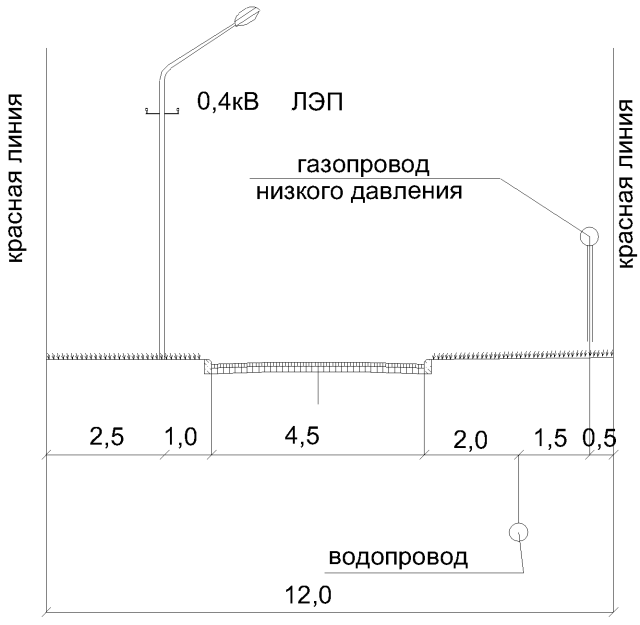 0,4кВ ЛЭП
красная линия
красная линия
газопровод
низкого давления
2,5 1,0 4,5 2,0 1,5 0,5
водопровод
12,0